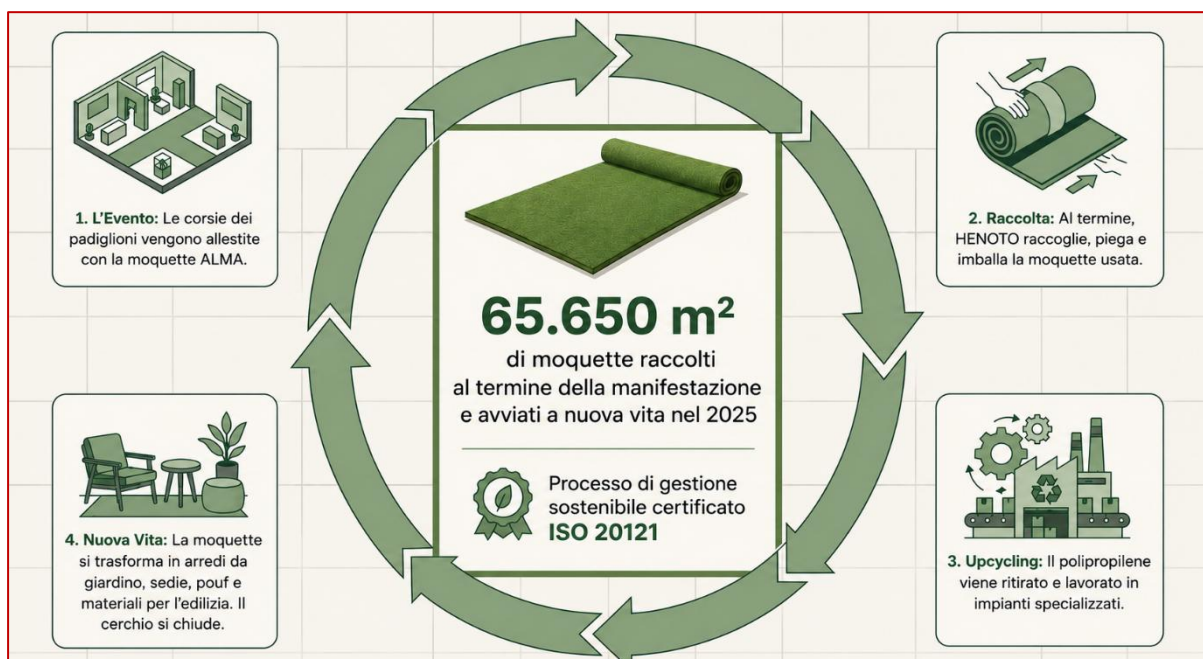 1. L’Evento: Le corsie dei
padiglioni vengono allestite
con la moquette ALMA.
2. Raccolta: Al termine,
HENOTO raccoglie, piega e
imballa la moquette usata.
65.650 m²
di moquette raccolti
al termine della manifestazione
e avviati a nuova vita nel 2025
Processo di gestione
sostenibile certificato
ISO 20121
3. Upcycling: Il polipropilene
viene ritirato e lavorato in
impianti specializzati.
4. Nuova Vita: La moquette
si trasforma in arredi da
giardino, sedie, pouf e
materiali per l’edilizia. Il
cerchio si chiude.